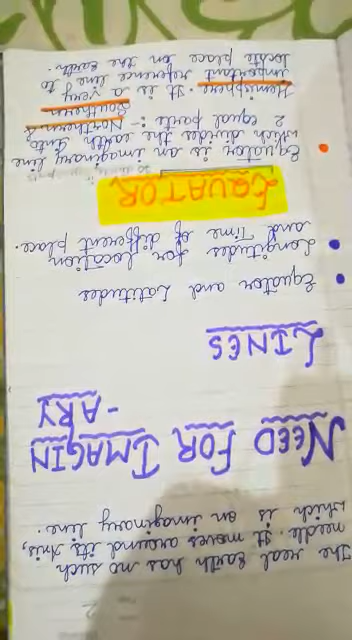 2
The real Earth has no such
needle. It moves around its axis,
which is an imaginary line.
NEED FOR IMAGIN
-ARY
LINES
Equator and Latitudes
Longitudes for location
and Time of different place.
EQUATOR
Equator is an imaginary line
which divides the earth into
2 equal parts :- Northern &
Southern
Hemisphere. It is a very
important reference line to
locate place on the Earth.